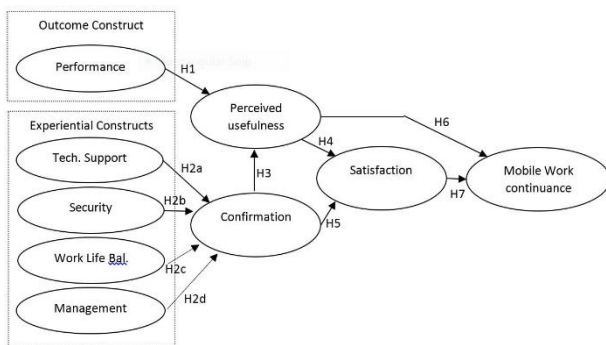 Outcome Construct
Performance
H1
Experiential Constructs
Tech. Support
H2a
Security
H2b
Work Life Bal.
H2c
Management
H2d
Perceived
usefulness
H3
Confirmation
H4
H5
Satisfaction
H6
H7
Mobile Work
continuance